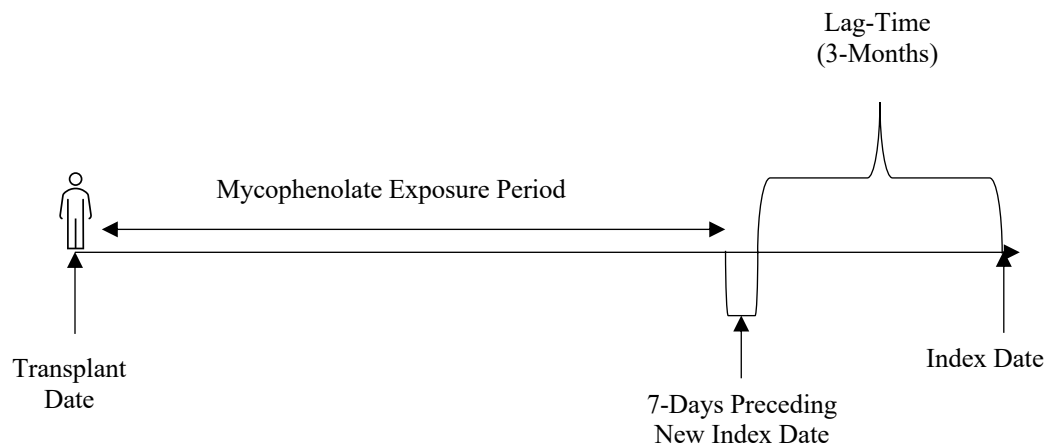 Lag-Time
(3-Months)
Mycophenolate Exposure Period
Transplant
Date
7-Days Preceding
New Index Date
Index Date